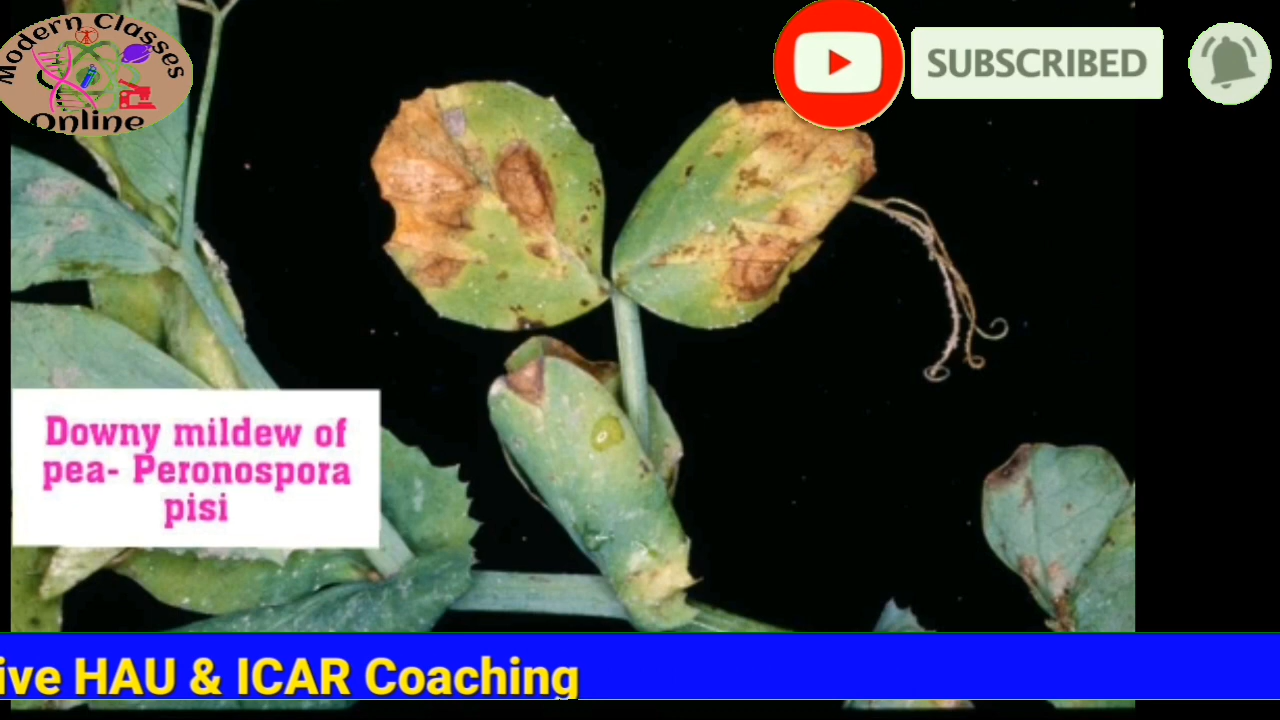 Modern Classes
Online
SUBSCRIBED
Downy mildew of
pea- Peronospora
pisi
ive HAU & ICAR Coaching